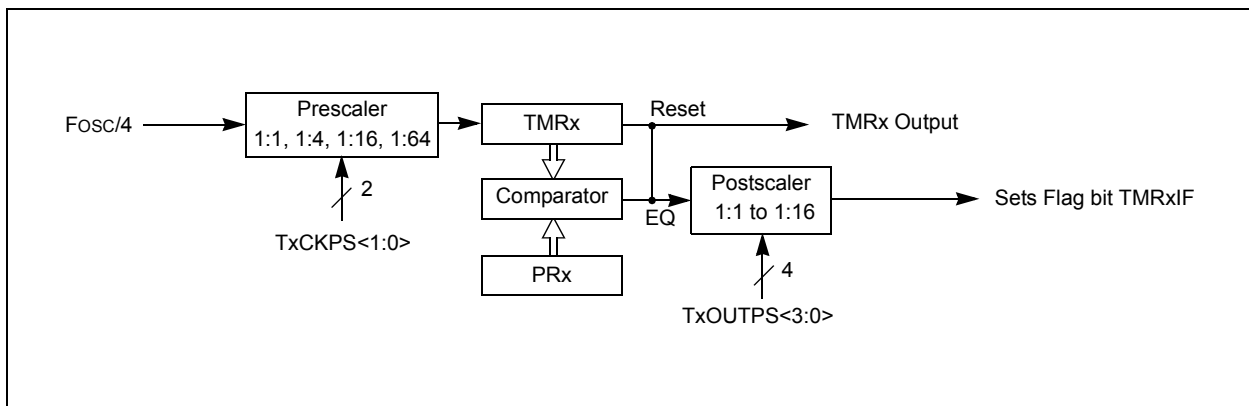 FOSC/4
Prescaler
1:1, 1:4, 1:16, 1:64
2
TxCKPS<1:0>
TMRx
Reset
TMRx Output
Comparator
EQ
PRx
Postscaler
1:1 to 1:16
4
TxOUTPS<3:0>
Sets Flag bit TMRxIF